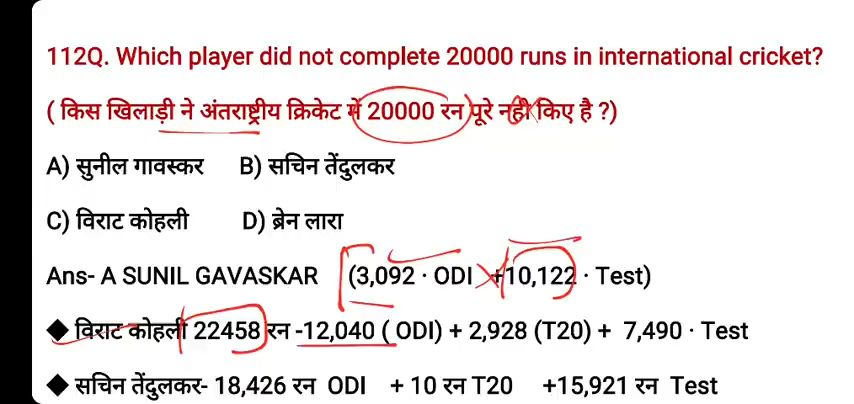 112Q. Which player did not complete 20000 runs in international cricket?
( किस खिलाड़ी ने अंतराष्ट्रीय क्रिकेट में 20000 रन पूरे नही किए है ?)
A) सुनील गावस्कर B) सचिन तेंदुलकर
C) विराट कोहली D) ब्रेन लारा
Ans- A SUNIL GAVASKAR (3,092 · ODI +10,122 · Test)
◆ विराट कोहली 22458 रन -12,040 ( ODI) + 2,928 (T20) + 7,490 · Test
◆ सचिन तेंदुलकर- 18,426 रन ODI + 10 रन T20 +15,921 रन Test